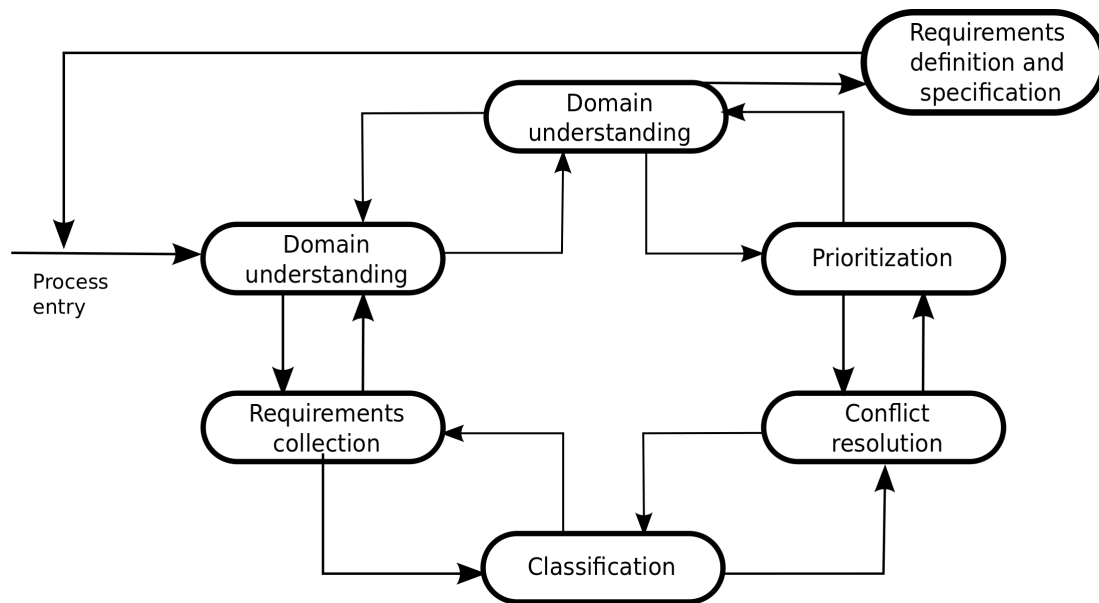 Requirements
definition and
specification
Domain
understanding
Domain
understanding
Prioritization
Process
entry
Requirements
collection
Conflict
resolution
Classification